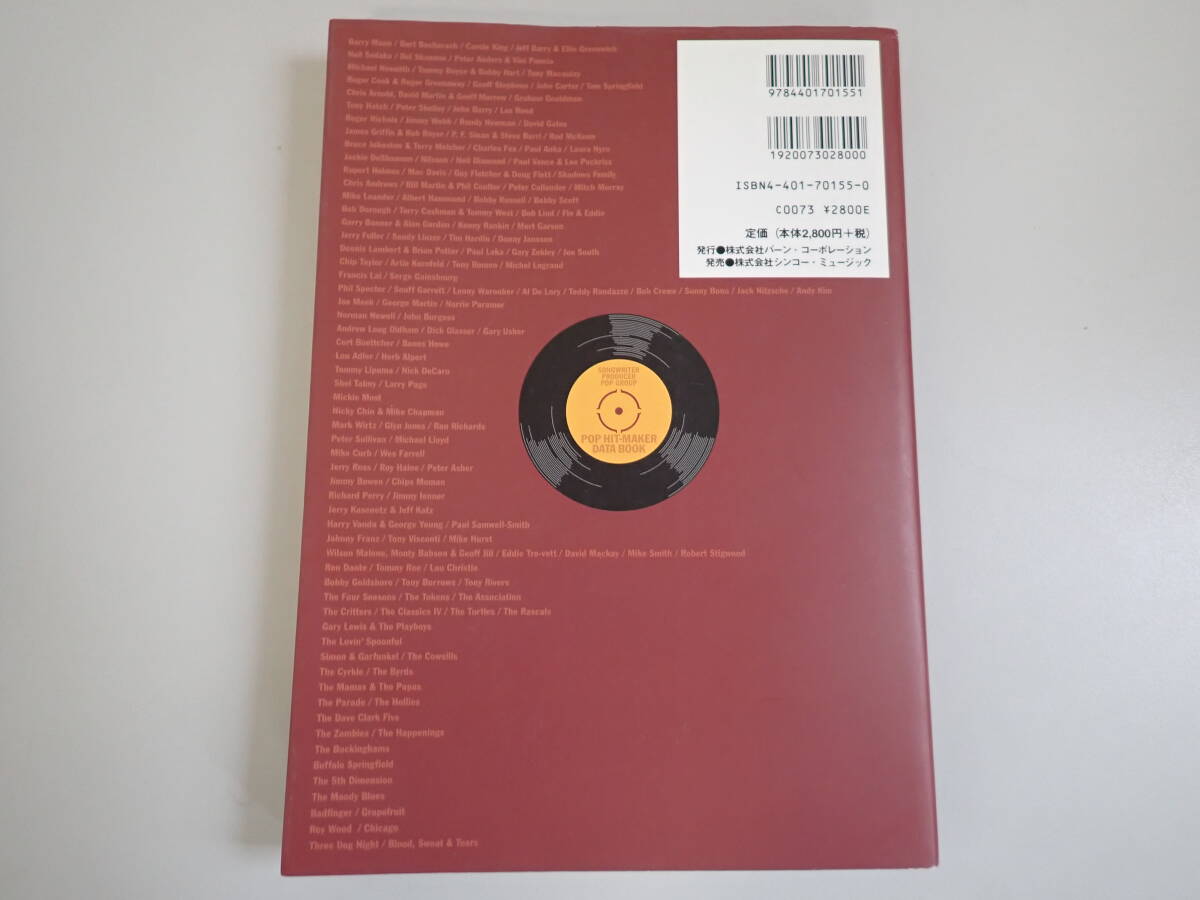 Barry Mann / Burt Bacharach / Carole King / Jeff Barry & Ellie Greenwich
Neil Sedaka / Del Shannon / Peter Anders & Vini Poncia
Michael Nesmith / Tommy Boyce & Bobby Hart / Tony Macaulay
Roger Cook & Roger Greenaway / Geoff Stephens / John Carter / Tom Springfield
Chris Arnold, David Martin & Geoff Morrow / Graham Gouldman
Tony Hatch / Peter Shelley / John Barry / Les Reed
Roger Nichols / Jimmy Webb / Randy Newman / David Gates
James Griffin & Rob Royer / P. F. Sloan & Steve Barri / Rod McKuen
Bruce Johnston & Terry Melcher / Charles Fox / Paul Anka / Laura Nyro
Jackie DeShannon / Nilsson / Neil Diamond / Paul Vance & Lee Pockriss
Rupert Holmes / Mac Davis / Guy Fletcher & Doug Flett / Shadows Family
Chris Andrews / Bill Martin & Phil Coulter / Peter Callander / Mitch Murray
Mike Leander / Albert Hammond / Bobby Russell / Bobby Scott
Bob Dorough / Terry Cashman & Tommy West / Bob Lind / Flo & Eddie
Garry Bonner & Alan Gordon / Kenny Rankin / Mort Garson
Jerry Fuller / Sandy Linzer / Tim Hardin / Danny Janssen
Dennis Lambert & Brian Potter / Paul Leka / Gary Zekley / Joe South
Chip Taylor / Artie Kornfeld / Tony Romeo / Michel Legrand
Francis Lai / Serge Gainsbourg
Phil Spector / Snuff Garrett / Lenny Waronker / Al De Lory / Teddy Randazzo / Bob Crewe / Sonny Bono / Jack Nitzsche / Andy Kim
Joe Meek / George Martin / Norrie Paramor
Norman Newell / John Burgess
Andrew Loog Oldham / Dick Glasser / Gary Usher
Curt Boettcher / Bones Howe
Lou Adler / Herb Alpert
Tommy Lipuma / Nick DeCaro
Shel Talmy / Larry Page
Mickie Most
Nicky Chin & Mike Chapman
Mark Wirtz / Glyn Jones / Ron Richards
Peter Sullivan / Michael Lloyd
Mike Curb / Wes Farrell
Jerry Ross / Roy Halee / Peter Asher
Jimmy Bowen / Chips Moman
Richard Perry / Jimmy Ienner
Jerry Kasenetz & Jeff Katz
Harry Vanda & George Young / Paul Samwell-Smith
Johnny Franz / Tony Visconti / Mike Hurst
Wilson Malone, Monty Babson & Geoff Gill / Eddie Tre-vett / David Mackay / Mike Smith / Robert Stigwood
Ron Dante / Tommy Roe / Lou Christie
Bobby Goldsboro / Tony Burrows / Tony Rivers
The Four Seasons / The Tokens / The Association
The Critters / The Classics IV / The Turtles / The Rascals
Gary Lewis & The Playboys
The Lovin' Spoonful
Simon & Garfunkel / The Cowsills
The Cyrkle / The Byrds
The Mamas & The Papas
The Parade / The Hollies
The Dave Clark Five
The Zombies / The Happenings
The Buckinghams
Buffalo Springfield
The 5th Dimension
The Moody Blues
Badfinger / Grapefruit
Roy Wood / Chicago
Three Dog Night / Blood, Sweat & Tears
9784401701551
1920073028000
ISBN4-401-70155-0
C0073 ¥2800E
定価（本体2,800円+税）
発行●株式会社バーン・コーポレーション
発売●株式会社シンコー・ミュージック
SONGWRITER
PRODUCER
POP GROUP
POP HIT-MAKER
DATA BOOK